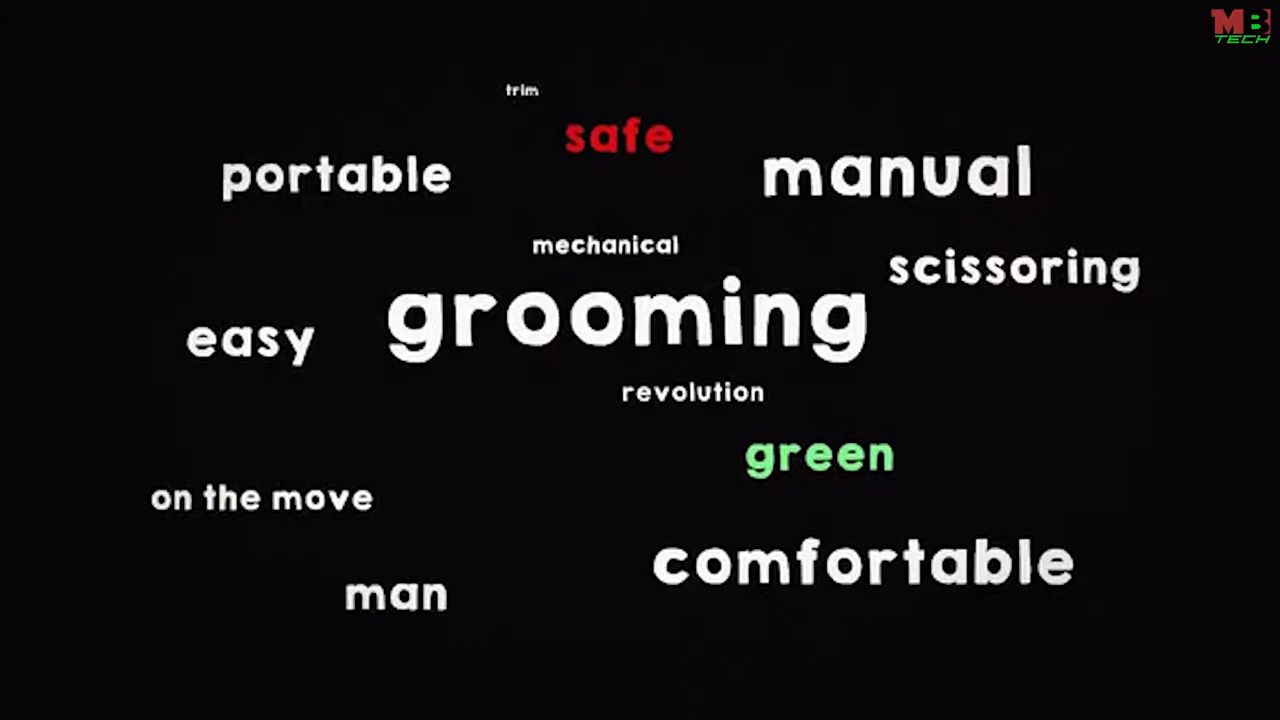 MB
TECH
trim
safe
portable
manual
mechanical
scissoring
grooming
easy
revolution
green
on the move
comfortable
man